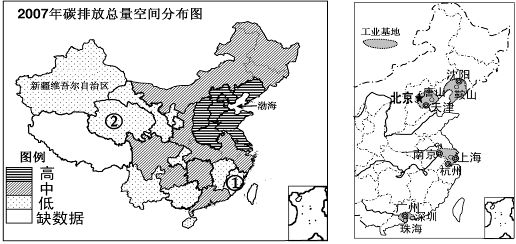 2007年碳排放总量空间分布图
新疆维吾尔自治区
渤海
②
①
图例
高
中
低
缺数据
工业基地
沈阳
鞍山
唐山
北京
天津
南京
上海
杭州
广州
深圳
珠海